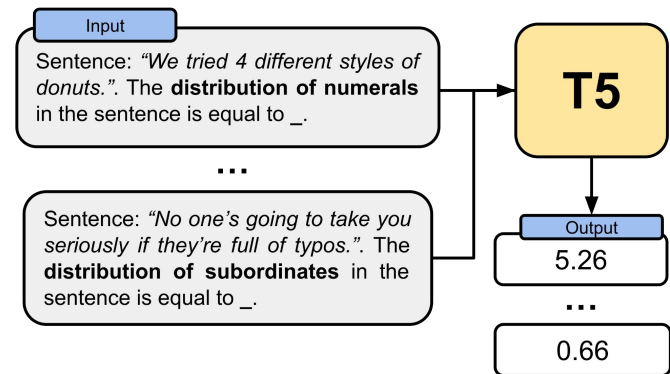 Input
Sentence: “We tried 4 different styles of
donuts.”. The distribution of numerals
in the sentence is equal to _.
...
Sentence: “No one’s going to take you
seriously if they’re full of typos.”. The
distribution of subordinates in the
sentence is equal to _.
T5
Output
5.26
...
0.66